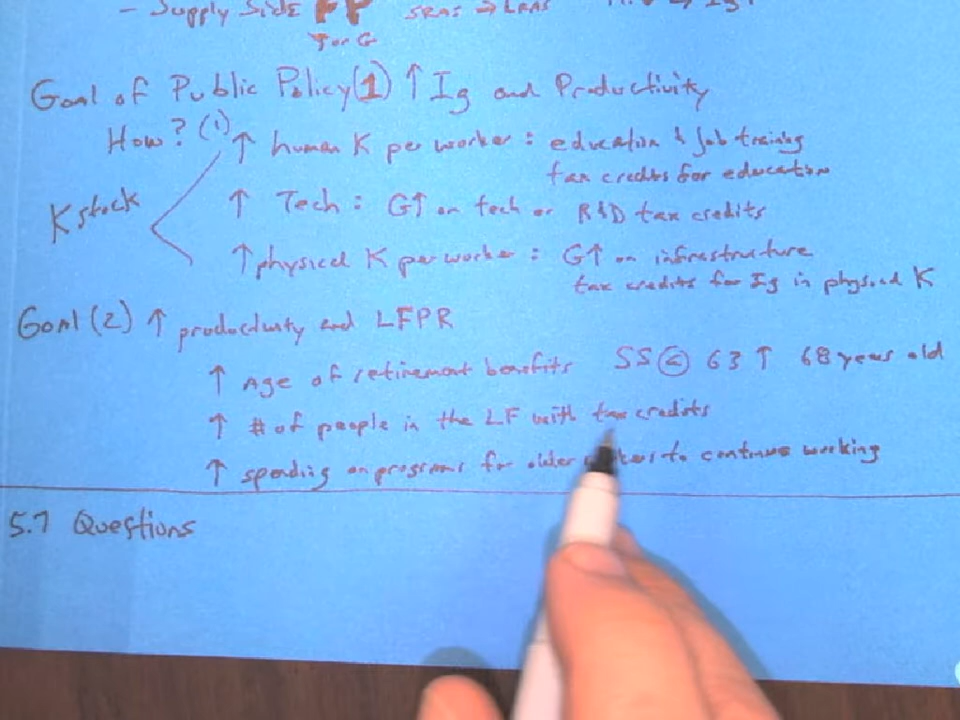 - Supply Side FP SRAS → LRAS
T or G
Goal of Public Policy (1) ↑ Ig and Productivity
How? (1) ↑ human K per worker: education & job training
tax credits for education
K stock
↑ Tech: G↑ on tech or R&D tax credits
↑ physical K per worker: G↑ on infrastructure
tax credits for Ig in physical K
Goal (2) ↑ productivity and LFPR
↑ Age of retirement benefits SS @ 63 ↑ 68 years old
↑ # of people in the LF with tax credits
↑ spending on programs for older to continue working
5.7 Questions